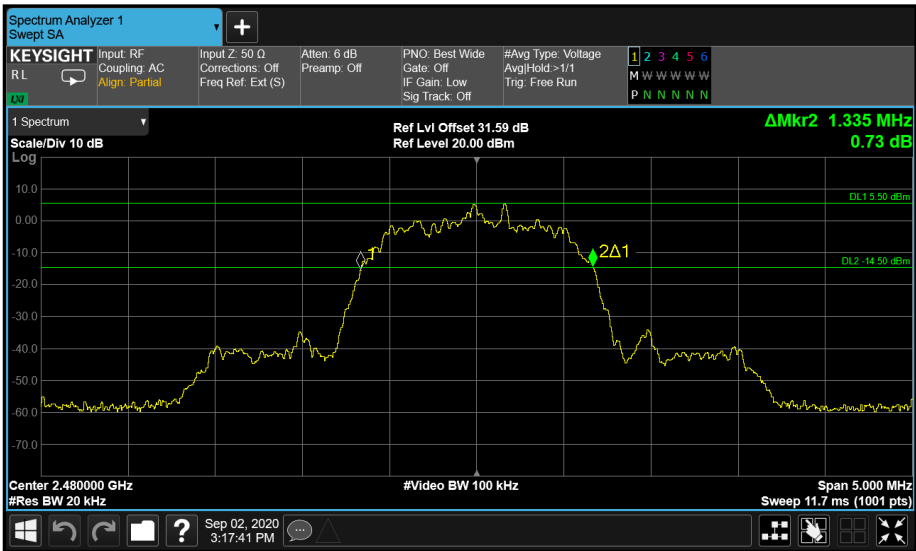 Spectrum Analyzer 1
Swept SA
+
KEYSIGHT Input: RF Input Z: 50 Ω Atten: 6 dB PNO: Best Wide #Avg Type: Voltage 1 2 3 4 5 6
RL Coupling: AC Corrections: Off Preamp: Off Gate: Off Avg|Hold:>1/1 M W W W W W
Align: Partial Freq Ref: Ext (S) IF Gain: Low Trig: Free Run
LXI Sig Track: Off P N N N N N
1 Spectrum
Ref Lvl Offset 31.59 dB ΔMkr2 1.335 MHz
Scale/Div 10 dB Ref Level 20.00 dBm 0.73 dB
Log
10.0
DL1 5.50 dBm
0.00
1
2Δ1
-10.0
DL2 -14.50 dBm
-20.0
-30.0
-40.0
-50.0
-60.0
-70.0
Center 2.480000 GHz #Video BW 100 kHz Span 5.000 MHz
#Res BW 20 kHz Sweep 11.7 ms (1001 pts)
? Sep 02, 2020
3:17:41 PM